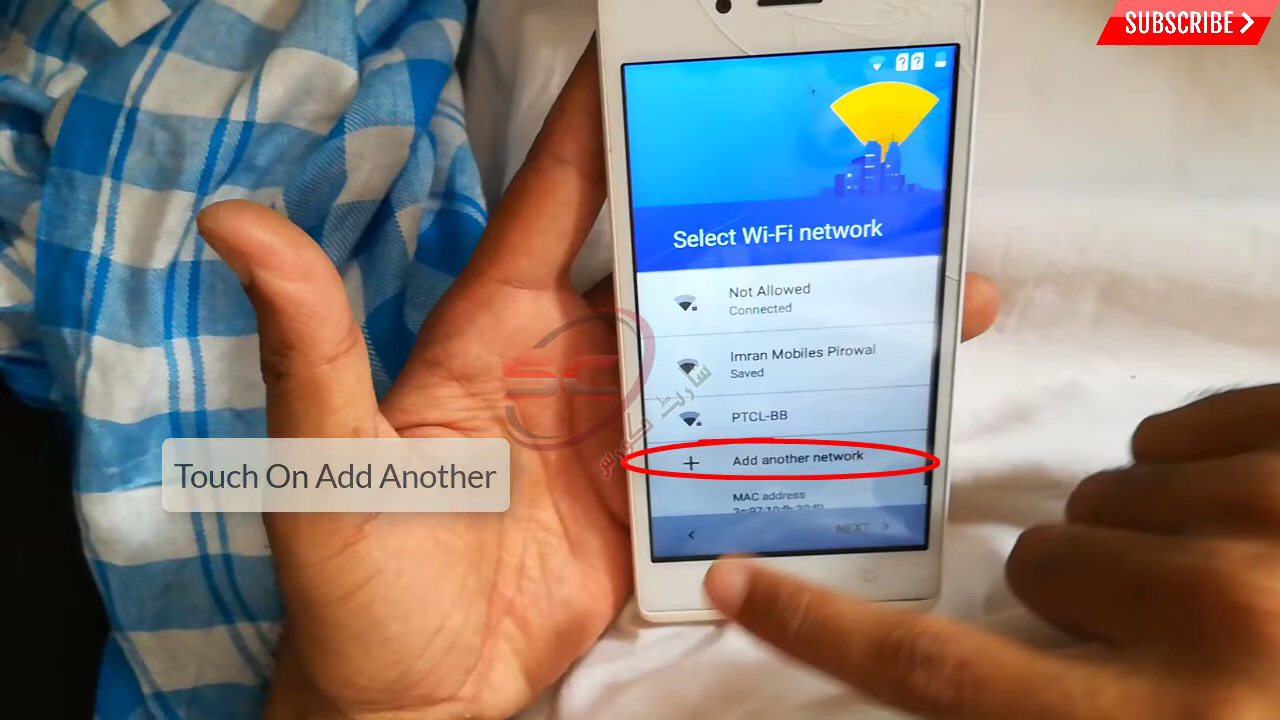 SUBSCRIBE
Select Wi-Fi network
Not Allowed
Connected
Imran Mobiles Pirowal
Saved
PTCL-BB
Add another network
MAC address
NEXT
Touch On Add Another